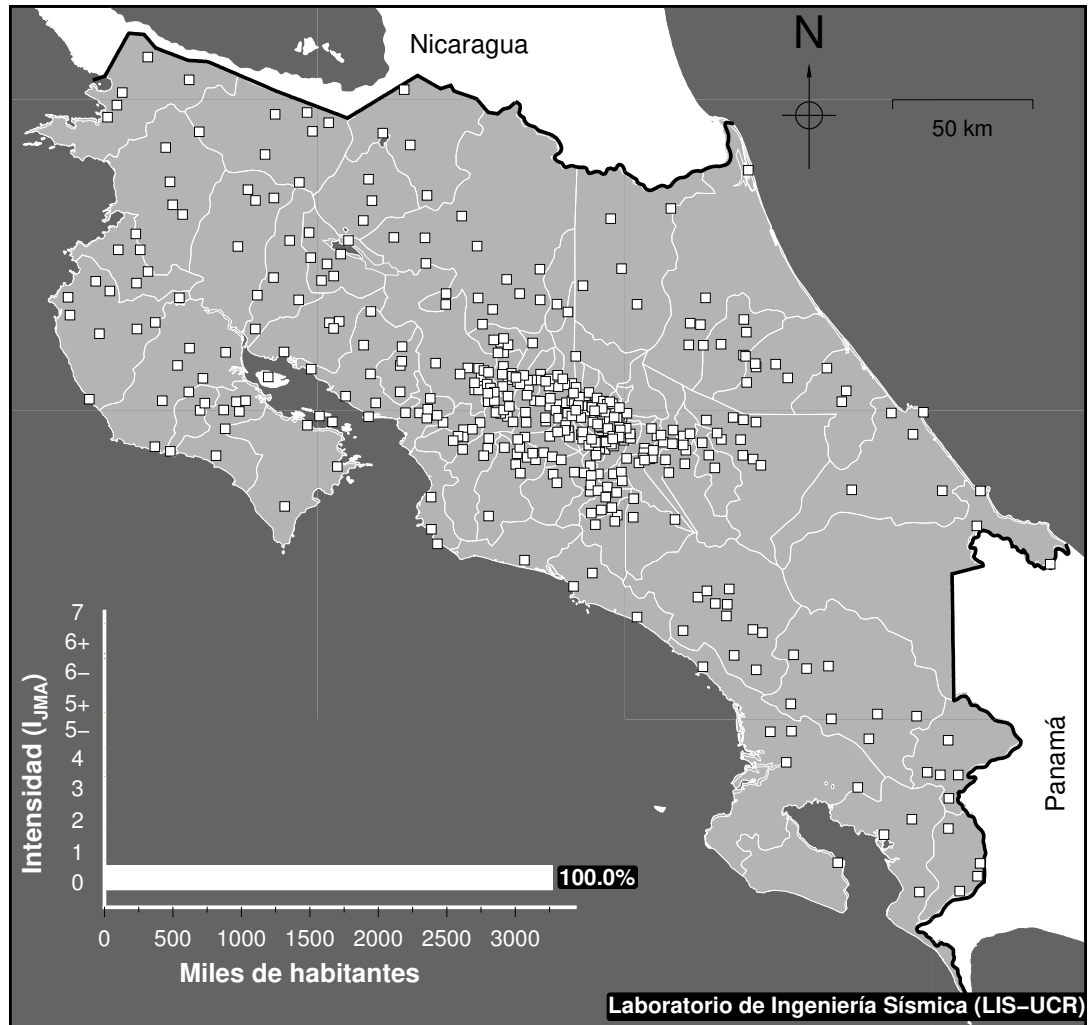 Nicaragua
N
50 km
Panamá
Intensidad (I_JMA)
7
6+
6−
5+
5−
4
3
2
1
0
100.0%
0 500 1000 1500 2000 2500 3000
Miles de habitantes
Laboratorio de Ingeniería Sísmica (LIS−UCR)